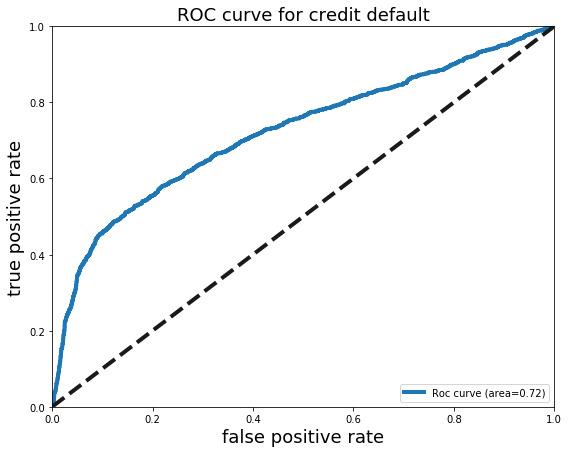 ROC curve for credit default
true positive rate
1.0
0.8
0.6
0.4
0.2
0.0
0.0 0.2 0.4 0.6 0.8 1.0
false positive rate
Roc curve (area=0.72)